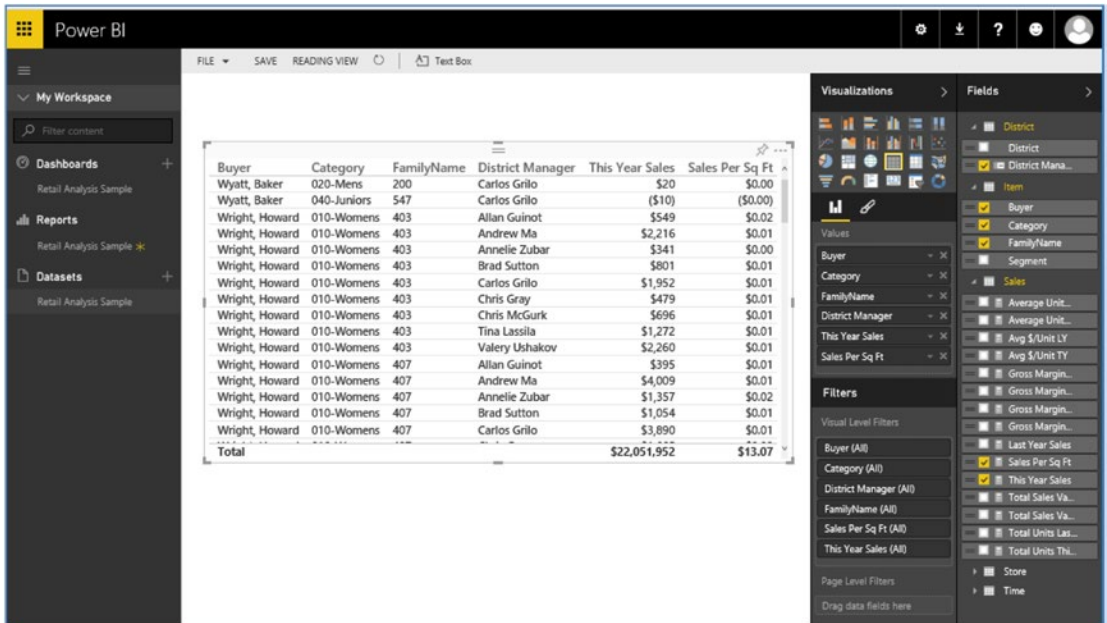 Power BI
?
FILE SAVE READING VIEW Text Box
My Workspace
Filter content
Dashboards
Retail Analysis Sample
Reports
Retail Analysis Sample
Datasets
Retail Analysis Sample
Buyer Category FamilyName District Manager This Year Sales Sales Per Sq Ft
Wyatt, Baker 020-Mens 200 Carlos Grilo $20 $0.00
Wyatt, Baker 040-Juniors 547 Carlos Grilo ($10) ($0.00)
Wright, Howard 010-Womens 403 Allan Guinot $549 $0.02
Wright, Howard 010-Womens 403 Andrew Ma $2,216 $0.01
Wright, Howard 010-Womens 403 Annelie Zubar $341 $0.00
Wright, Howard 010-Womens 403 Brad Sutton $801 $0.01
Wright, Howard 010-Womens 403 Carlos Grilo $1,952 $0.01
Wright, Howard 010-Womens 403 Chris Gray $479 $0.01
Wright, Howard 010-Womens 403 Chris McGurk $696 $0.01
Wright, Howard 010-Womens 403 Tina Lassila $1,272 $0.01
Wright, Howard 010-Womens 403 Valery Ushakov $2,260 $0.01
Wright, Howard 010-Womens 407 Allan Guinot $395 $0.01
Wright, Howard 010-Womens 407 Andrew Ma $4,009 $0.01
Wright, Howard 010-Womens 407 Annelie Zubar $1,357 $0.02
Wright, Howard 010-Womens 407 Brad Sutton $1,054 $0.01
Wright, Howard 010-Womens 407 Carlos Grilo $3,890 $0.01
Total $22,051,952 $13.07
Visualizations
Values
Buyer
Category
FamilyName
District Manager
This Year Sales
Sales Per Sq Ft
Filters
Visual Level Filters
Buyer (All)
Category (All)
District Manager (All)
FamilyName (All)
Sales Per Sq Ft (All)
This Year Sales (All)
Page Level Filters
Drag data fields here
Fields
District
District
District Mana...
Item
Buyer
Category
FamilyName
Segment
Sales
Average Unit...
Average Unit...
Avg $/Unit LY
Avg $/Unit TY
Gross Margin...
Gross Margin...
Gross Margin...
Gross Margin...
Last Year Sales
Sales Per Sq Ft
This Year Sales
Total Sales Va...
Total Sales Va...
Total Units Las...
Total Units Thi...
Store
Time